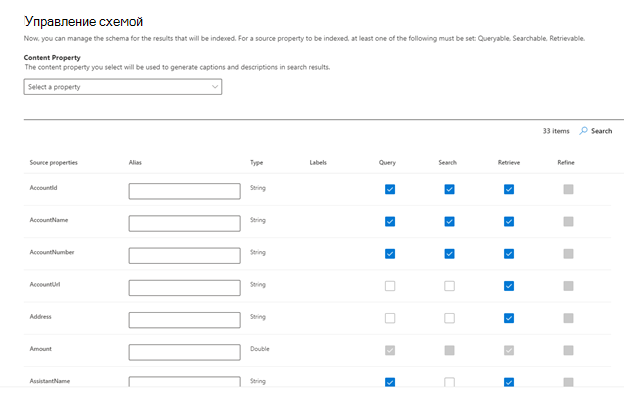 Управление схемой
Now, you can manage the schema for the results that will be indexed. For a source property to be indexed, at least one of the following must be set: Queryable, Searchable, Retrievable.
Content Property
The content property you select will be used to generate captions and descriptions in search results.
Select a property
33 items Search
Source properties Alias Type Labels Query Search Retrieve Refine
AccountId String
AccountName String
AccountNumber String
AccountUrl String
Address String
Amount Double
AssistantName String